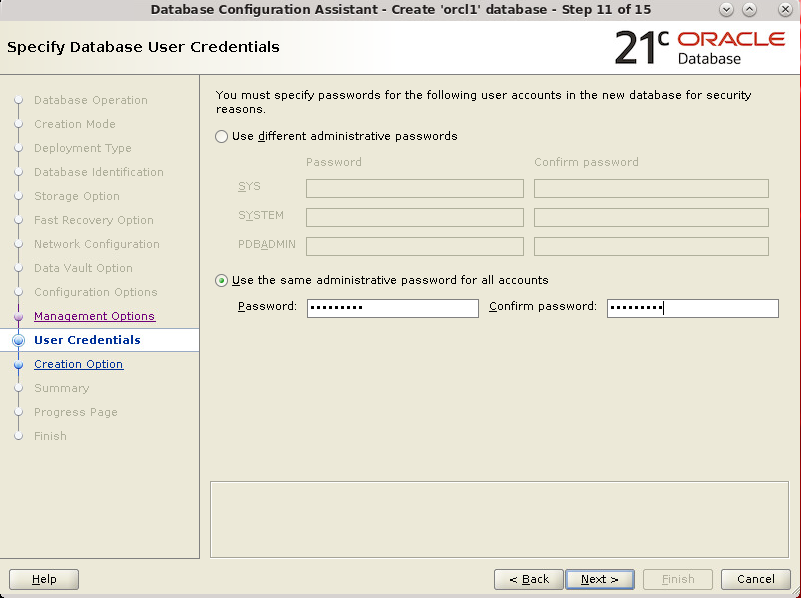 Database Configuration Assistant - Create 'orcl1' database - Step 11 of 15
Specify Database User Credentials
21c ORACLE
Database
Database Operation
Creation Mode
Deployment Type
Database Identification
Storage Option
Fast Recovery Option
Network Configuration
Data Vault Option
Configuration Options
Management Options
User Credentials
Creation Option
Summary
Progress Page
Finish
You must specify passwords for the following user accounts in the new database for security
reasons.
Use different administrative passwords
Password Confirm password
SYS
SYSTEM
PDBADMIN
Use the same administrative password for all accounts
Password: ••••••••• Confirm password: •••••••••
Help < Back Next > Finish Cancel